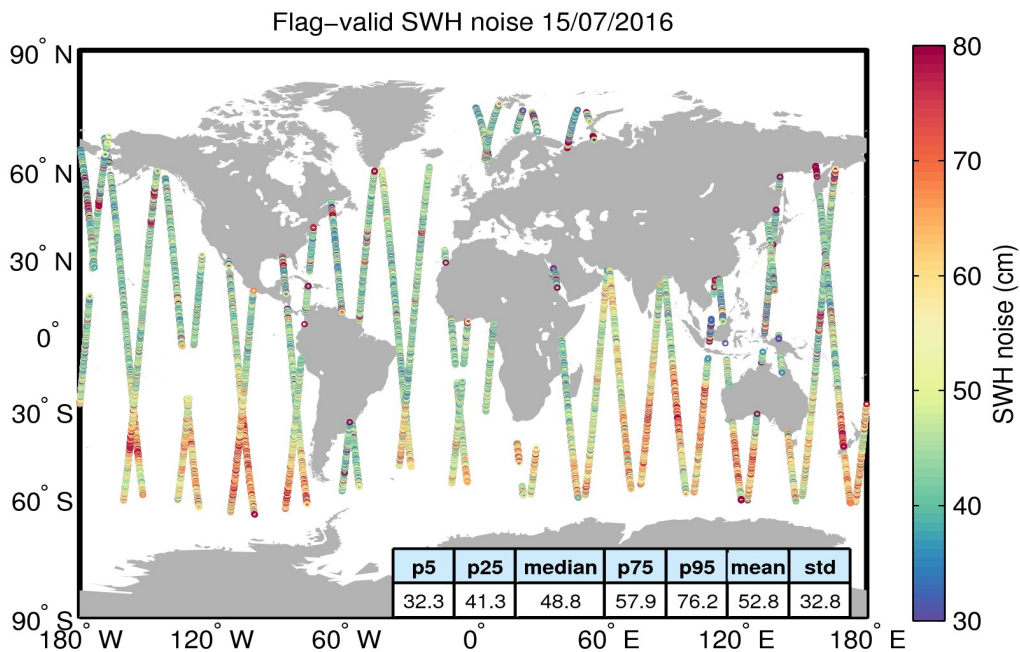 Flag−valid SWH noise 15/07/2016
90° N
60° N
30° N
0°
30° S
60° S
90° S
180° W
120° W
60° W
0°
60° E
120° E
180° E
p5 p25 median p75 p95 mean std
32.3 41.3 48.8 57.9 76.2 52.8 32.8
80
70
60
50
40
30
SWH noise (cm)